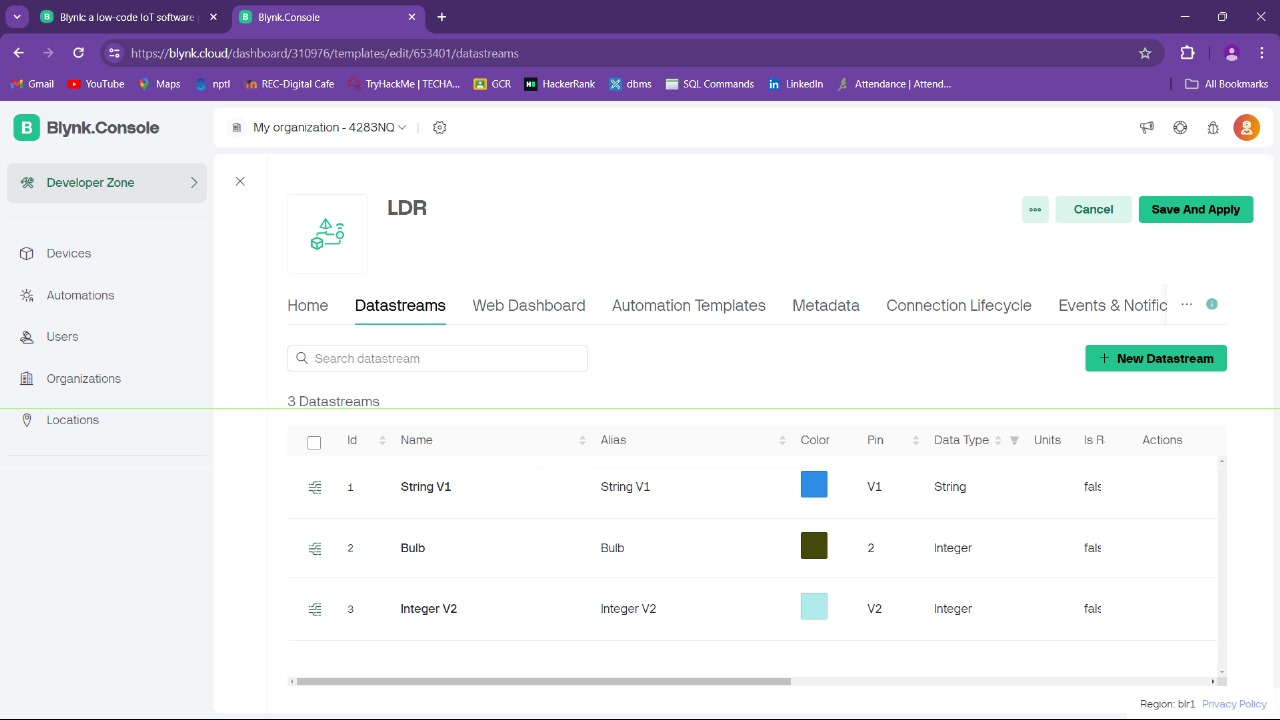 Blynk: a low-code IoT software
Blynk.Console
https://blynk.cloud/dashboard/310976/templates/edit/653401/datastreams
Gmail YouTube Maps nptl REC-Digital Cafe TryHackMe | TECHA... GCR HackerRank dbms SQL Commands LinkedIn Attendance | Attend... All Bookmarks
B Blynk.Console
My organization - 4283NQ
Developer Zone
Devices
Automations
Users
Organizations
Locations
LDR
Cancel
Save And Apply
Home Datastreams Web Dashboard Automation Templates Metadata Connection Lifecycle Events & Notific
Search datastream
+ New Datastream
3 Datastreams
Id Name Alias Color Pin Data Type Units Is R Actions
1 String V1 String V1 V1 String fals
2 Bulb Bulb 2 Integer fals
3 Integer V2 Integer V2 V2 Integer fals
Region: blr1 Privacy Policy